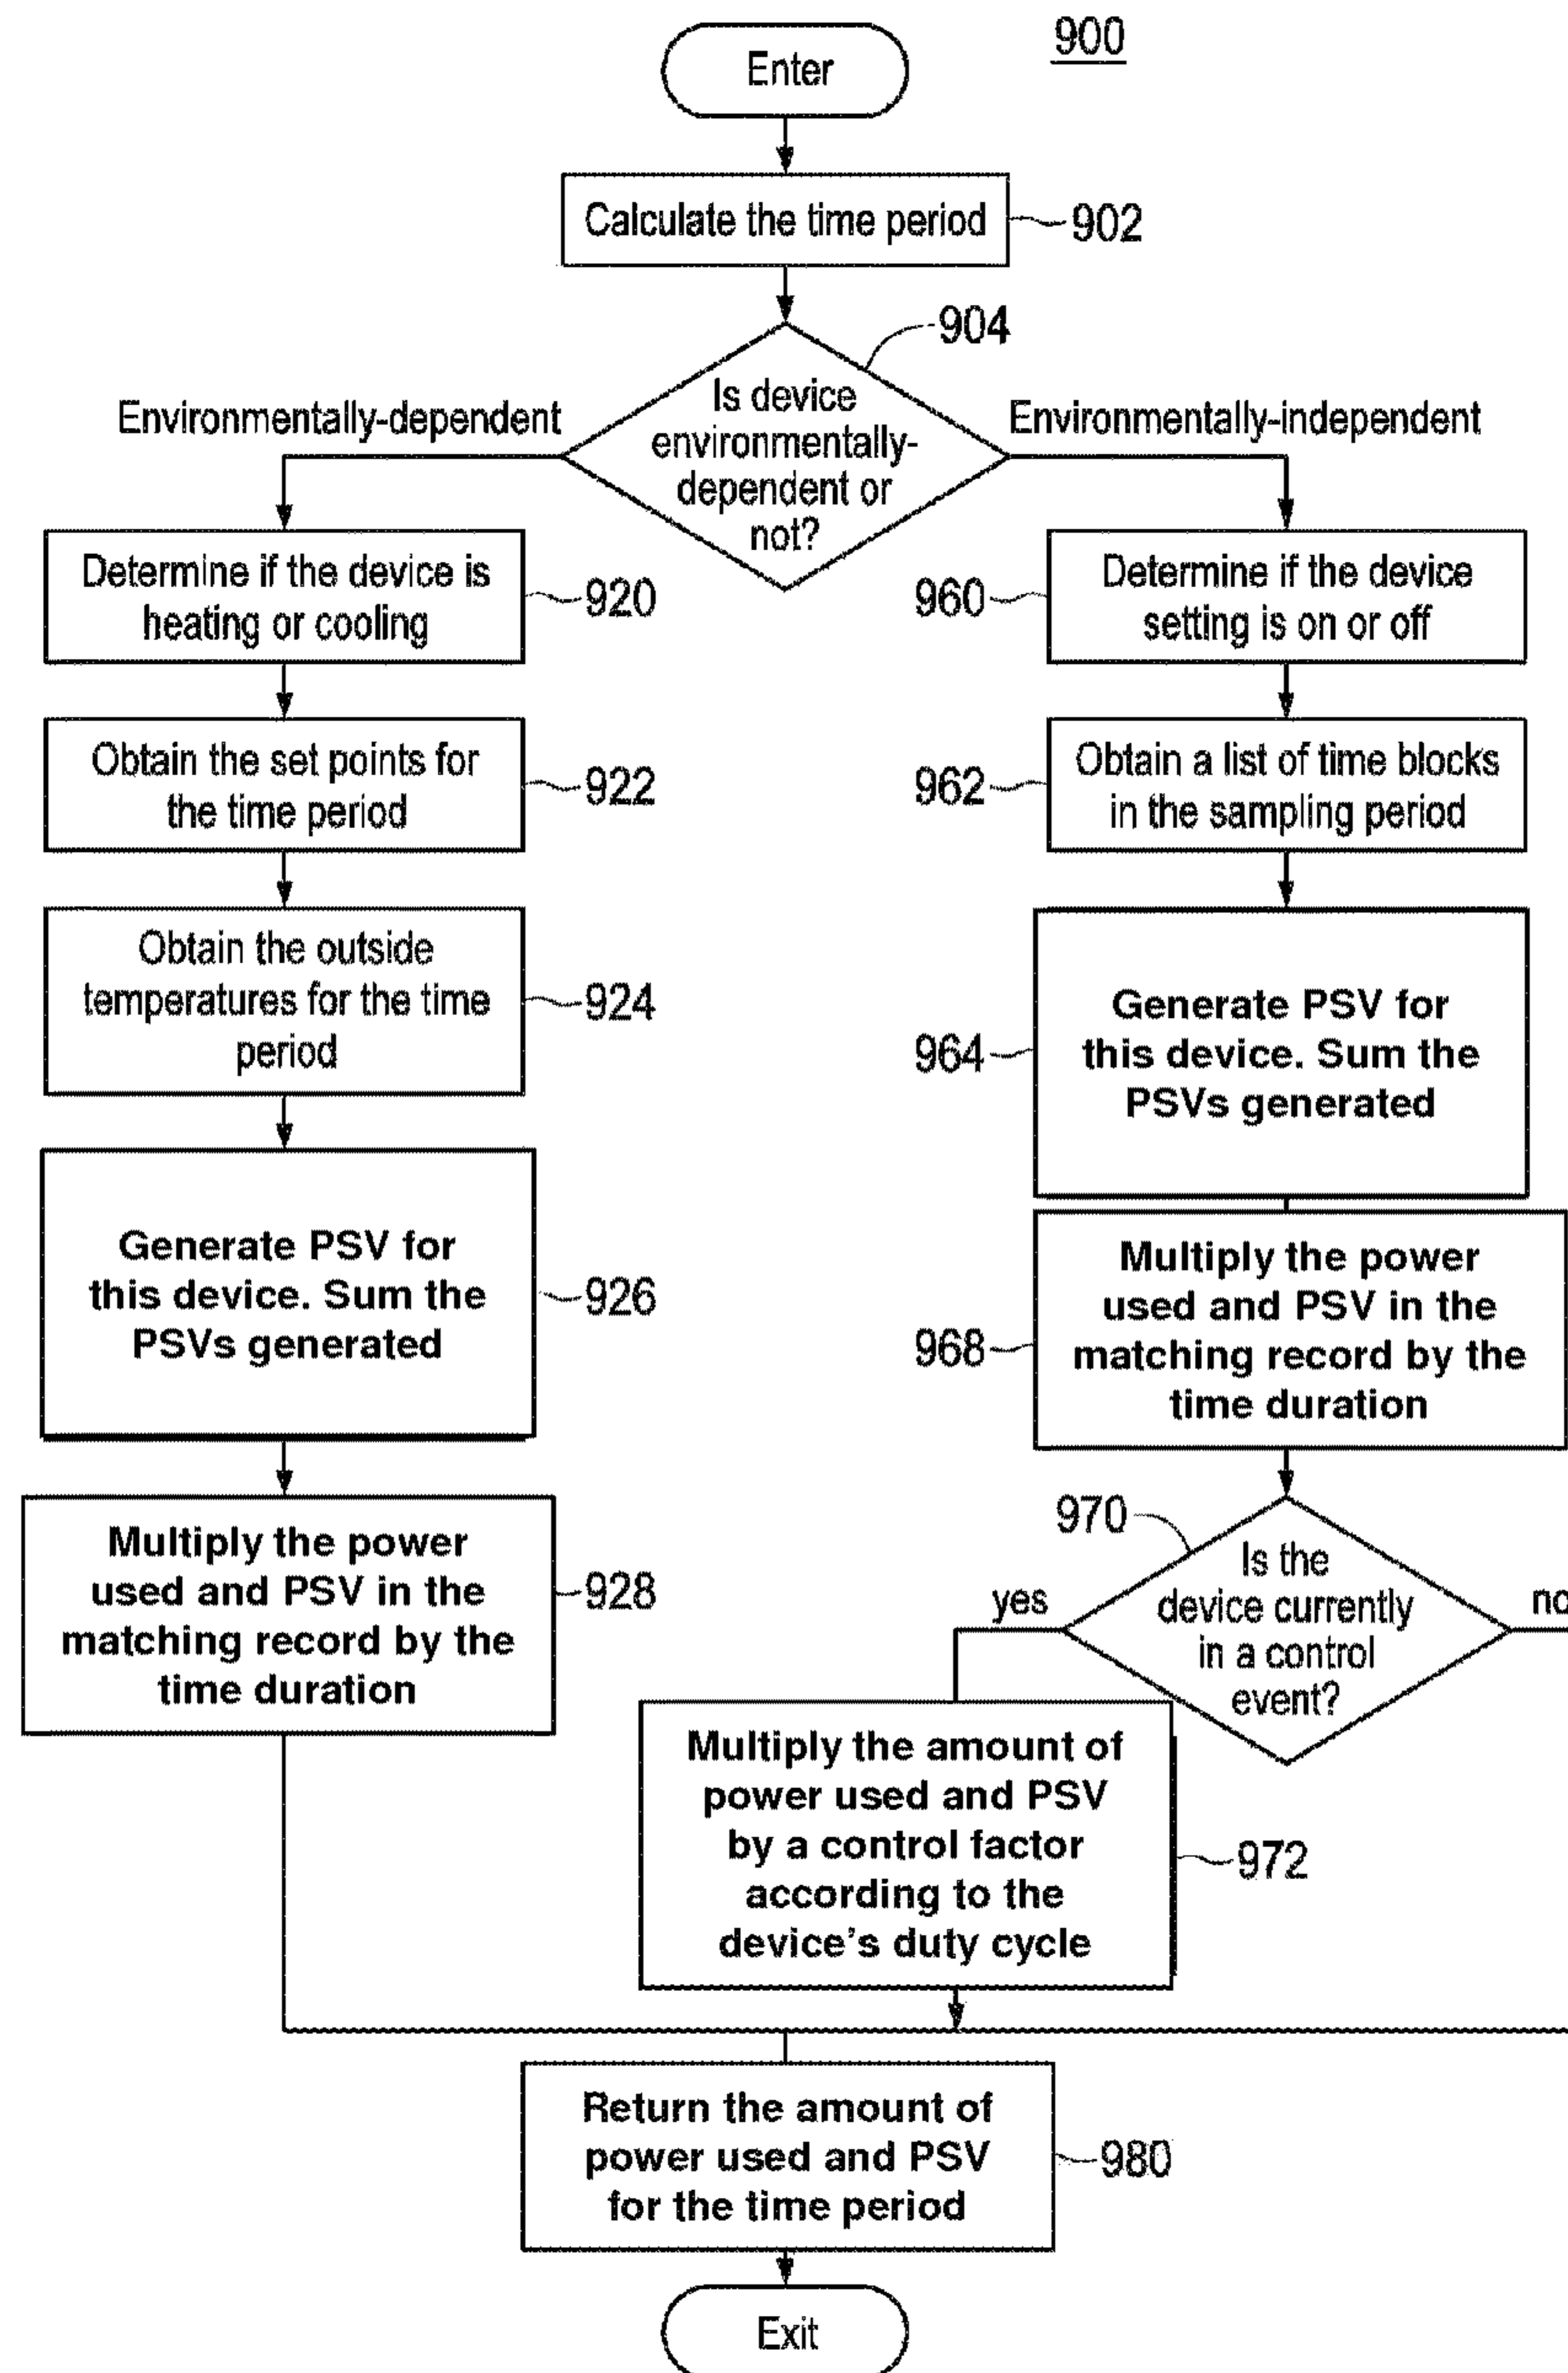 900
Enter
Calculate the time period
902
904
Is device
environmentally-
dependent or
not?
Environmentally-dependent
Environmentally-independent
Determine if the device is
heating or cooling
920
Obtain the set points for
the time period
922
Obtain the outside
temperatures for the time
period
924
Generate PSV for
this device. Sum the
PSVs generated
926
Multiply the power
used and PSV in the
matching record by the
time duration
928
960
Determine if the device
setting is on or off
962
Obtain a list of time blocks
in the sampling period
964
Generate PSV for
this device. Sum the
PSVs generated
968
Multiply the power
used and PSV in the
matching record by the
time duration
970
Is the
device currently
in a control
event?
yes
no
Multiply the amount of
power used and PSV
by a control factor
according to the
device's duty cycle
972
Return the amount of
power used and PSV
for the time period
980
Exit